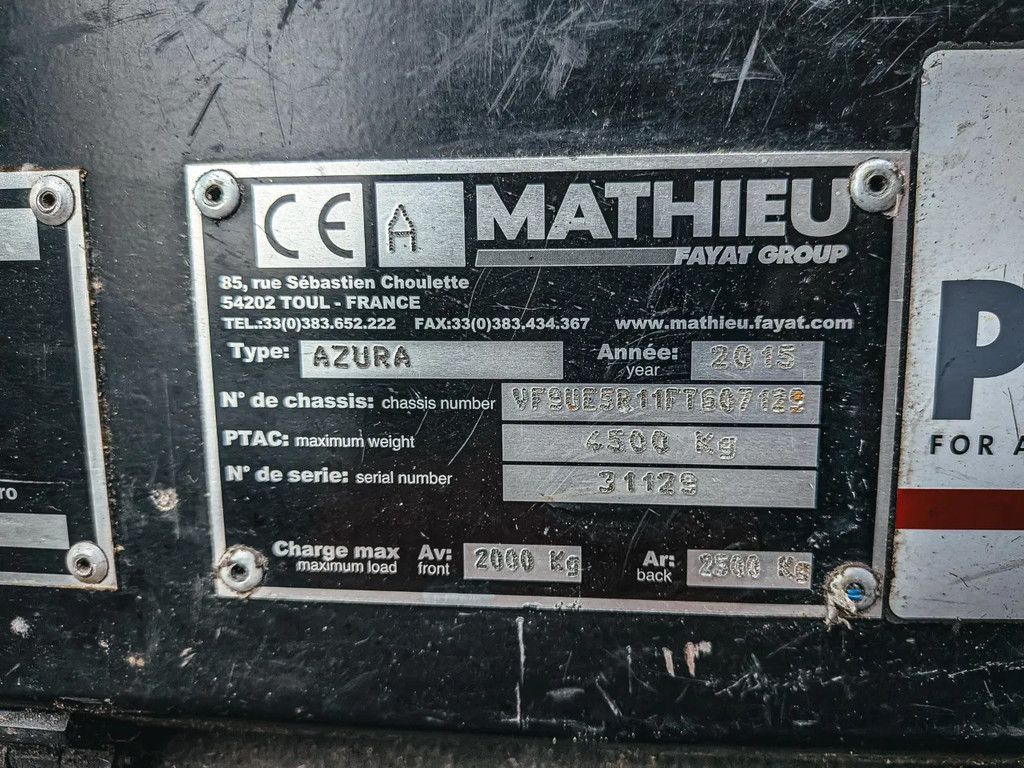 CE A MATHIEU
FAYAT GROUP
85, rue Sébastien Choulette
54202 TOUL - FRANCE
TEL.:33(0)383.652.222 FAX:33(0)383.434.367 www.mathieu.fayat.com
Type: AZURA Année: 2015
year
N° de chassis: chassis number VF9UE5R11FT607129
PTAC: maximum weight 4500 Kg
N° de serie: serial number 31129
Charge max Av: 2000 Kg Ar: 2500 Kg
maximum load front back
ro
P
FOR A